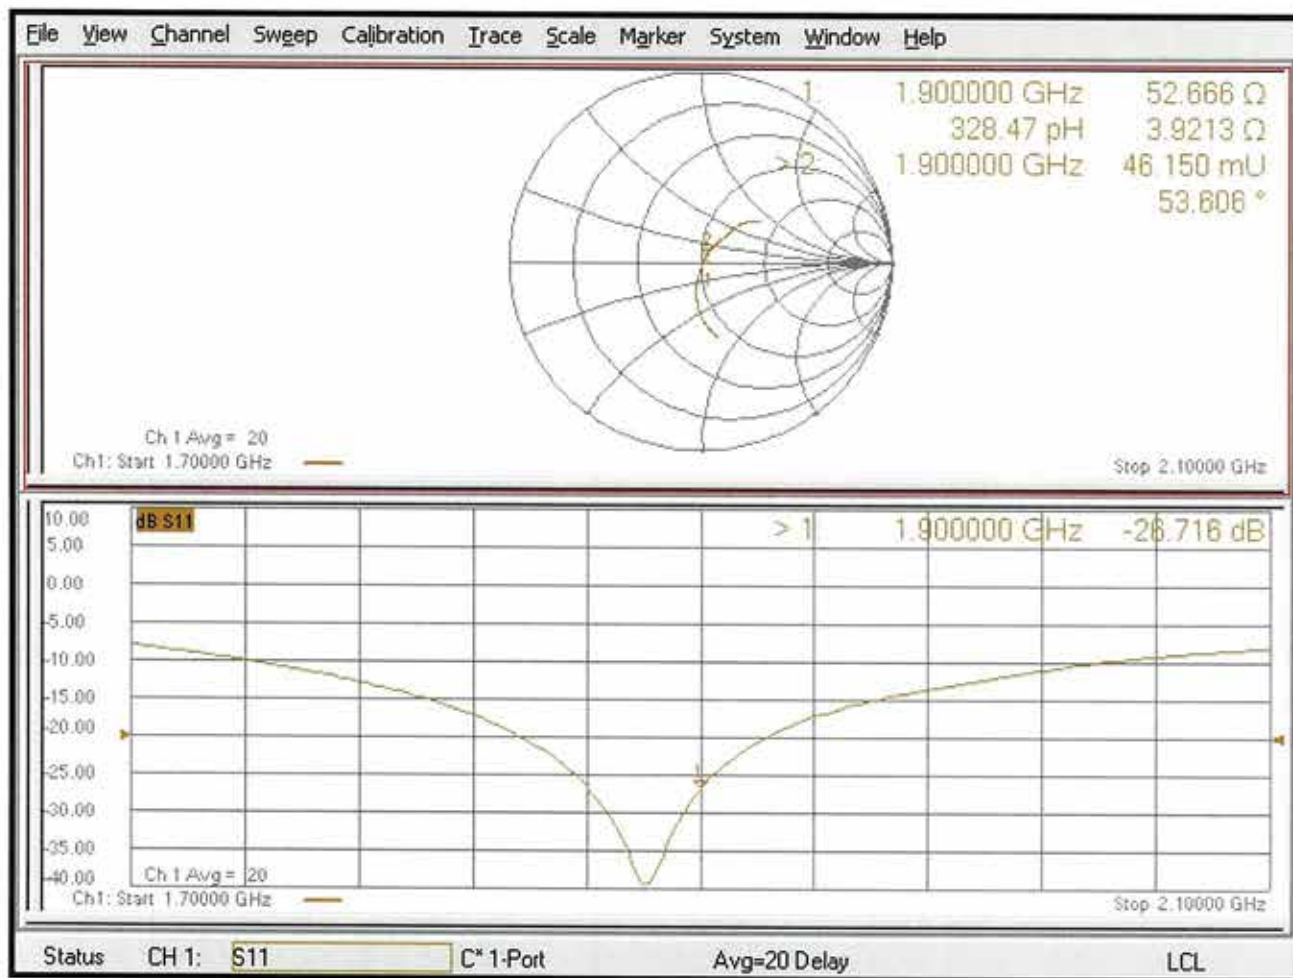 File View Channel Sweep Calibration Trace Scale Marker System Window Help
1 1.900000 GHz 52.666 Ω
328.47 pH 3.9213 Ω
> 2 1.900000 GHz 46.150 mU
53.606 °
Ch 1 Avg = 20
Ch1: Start 1.70000 GHz
Stop 2.10000 GHz
dB S11
> 1 1.900000 GHz -26.716 dB
10.00
5.00
0.00
-5.00
-10.00
-15.00
-20.00
-25.00
-30.00
-35.00
-40.00
1
Ch 1 Avg = 20
Ch1: Start 1.70000 GHz
Stop 2.10000 GHz
Status CH 1: S11 C* 1-Port Avg=20 Delay LCL